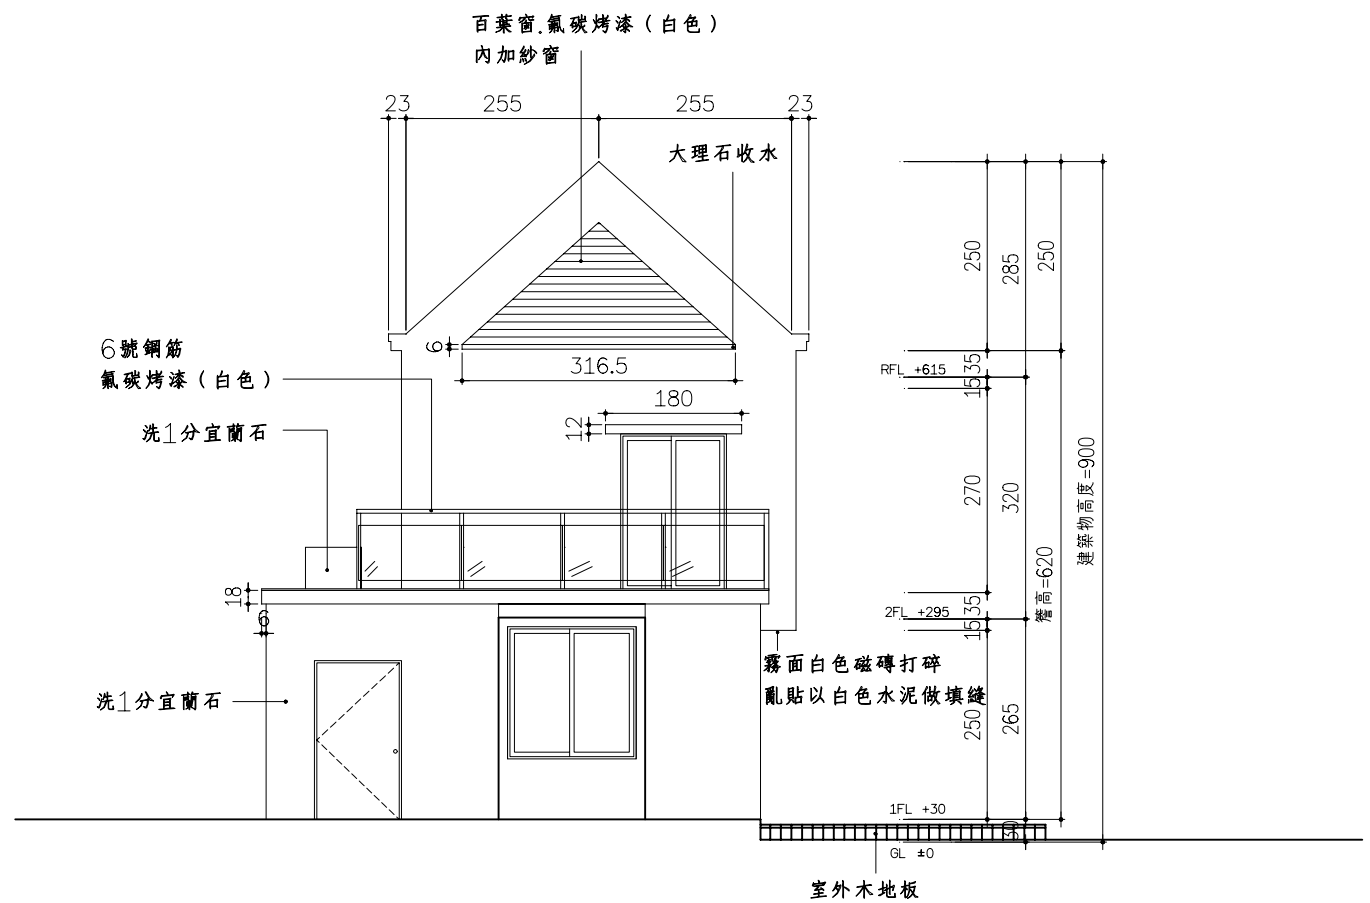 百葉窗.氟碳烤漆（白色）
內加紗窗
23
255
255
23
大理石收水
250
285
250
6號鋼筋
氟碳烤漆（白色）
6
316.5
RFL +615
35
15
180
12
洗1分宜蘭石
270
320
建築物高度=900
簷高=620
18
6
2FL +295
35
15
霧面白色磁磚打碎
亂貼以白色水泥做填縫
洗1分宜蘭石
250
265
1FL +30
30
GL ±0
室外木地板